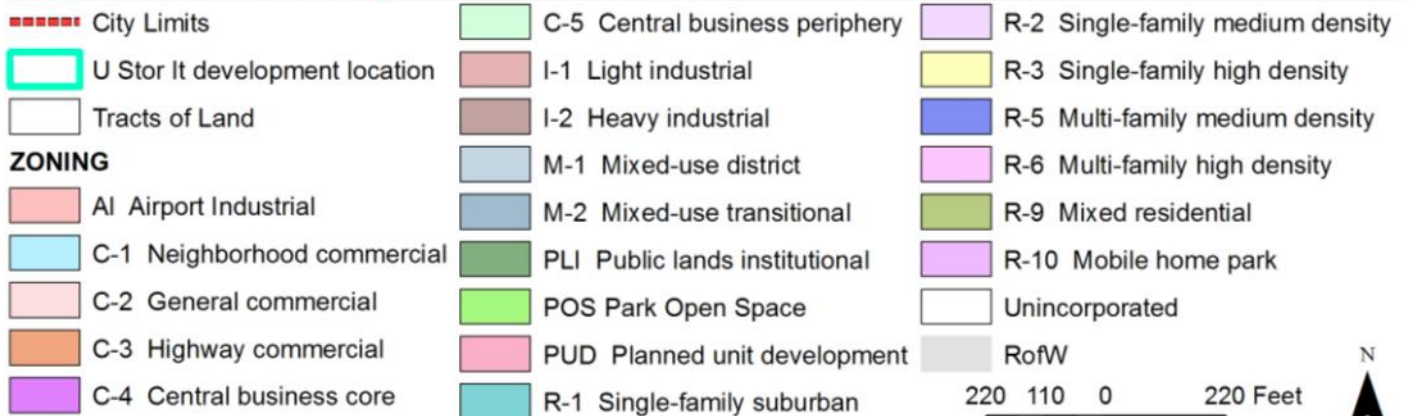 City Limits
U Stor It development location
Tracts of Land
ZONING
AI Airport Industrial
C-1 Neighborhood commercial
C-2 General commercial
C-3 Highway commercial
C-4 Central business core
C-5 Central business periphery
I-1 Light industrial
I-2 Heavy industrial
M-1 Mixed-use district
M-2 Mixed-use transitional
PLI Public lands institutional
POS Park Open Space
PUD Planned unit development
R-1 Single-family suburban
R-2 Single-family medium density
R-3 Single-family high density
R-5 Multi-family medium density
R-6 Multi-family high density
R-9 Mixed residential
R-10 Mobile home park
Unincorporated
RofW
220 110 0 220 Feet
N